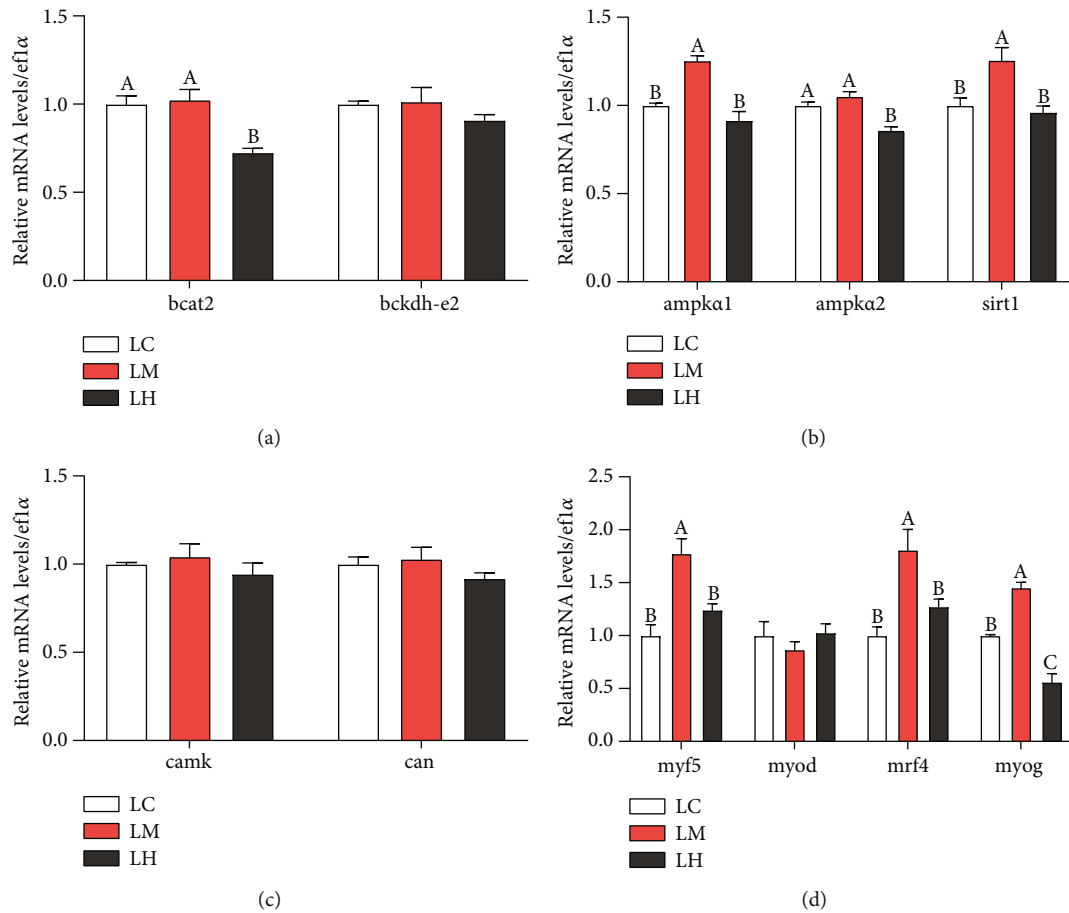 1.5
1.0
0.5
0.0
Relative mRNA levels/ef1α
A
A
B
bcat2
bckdh-e2
LC
LM
LH
(a)
1.5
1.0
0.5
0.0
Relative mRNA levels/ef1α
B
A
B
A
A
B
B
A
B
ampkα1
ampkα2
sirt1
LC
LM
LH
(b)
1.5
1.0
0.5
0.0
Relative mRNA levels/ef1α
camk
can
LC
LM
LH
(c)
2.5
2.0
1.5
1.0
0.5
0.0
Relative mRNA levels/ef1α
B
A
B
B
A
B
B
A
C
myf5
myod
mrf4
myog
LC
LM
LH
(d)